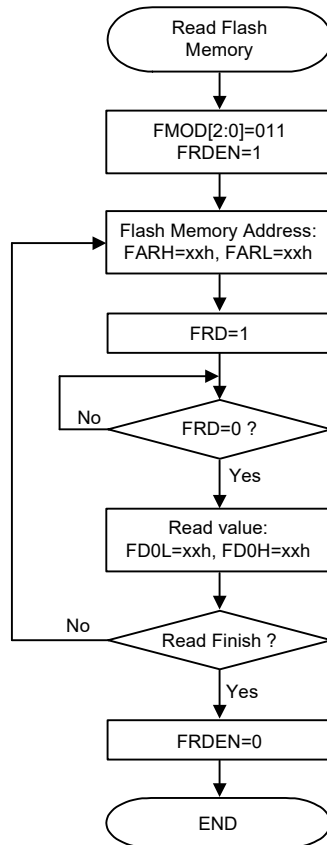 Read Flash
Memory
FMOD[2:0]=011
FRDEN=1
Flash Memory Address:
FARH=xxh, FARL=xxh
FRD=1
FRD=0 ?
No
Yes
Read value:
FD0L=xxh, FD0H=xxh
No
Read Finish ?
Yes
FRDEN=0
END